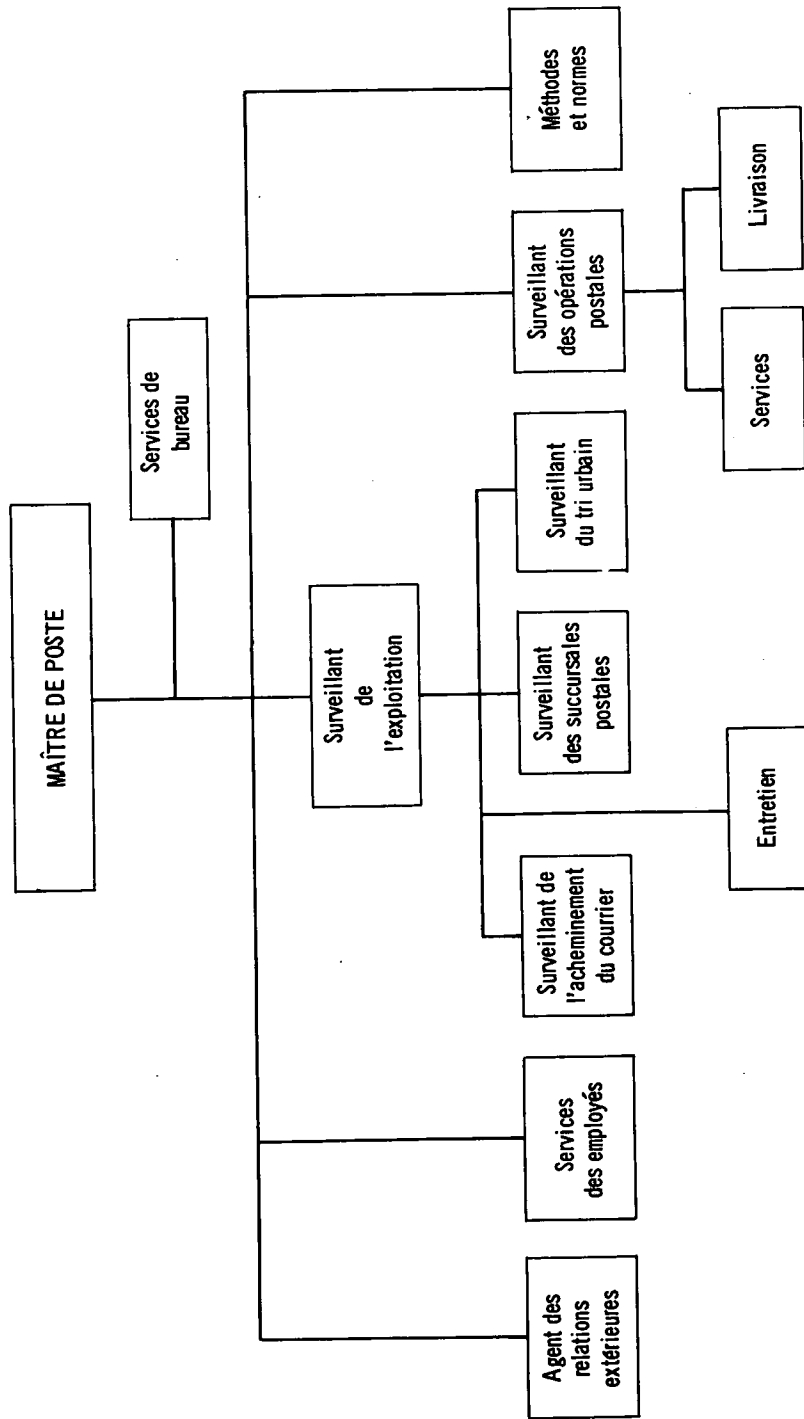 MAÎTRE DE POSTE
Services de
bureau
Surveillant
de
l'exploitation
Agent des
relations
extérieures
Services
des employés
Surveillant de
l'acheminement
du courrier
Surveillant
des succursales
postales
Surveillant
du tri urbain
Surveillant
des opérations
postales
Méthodes
et normes
Entretien
Services
Livraison